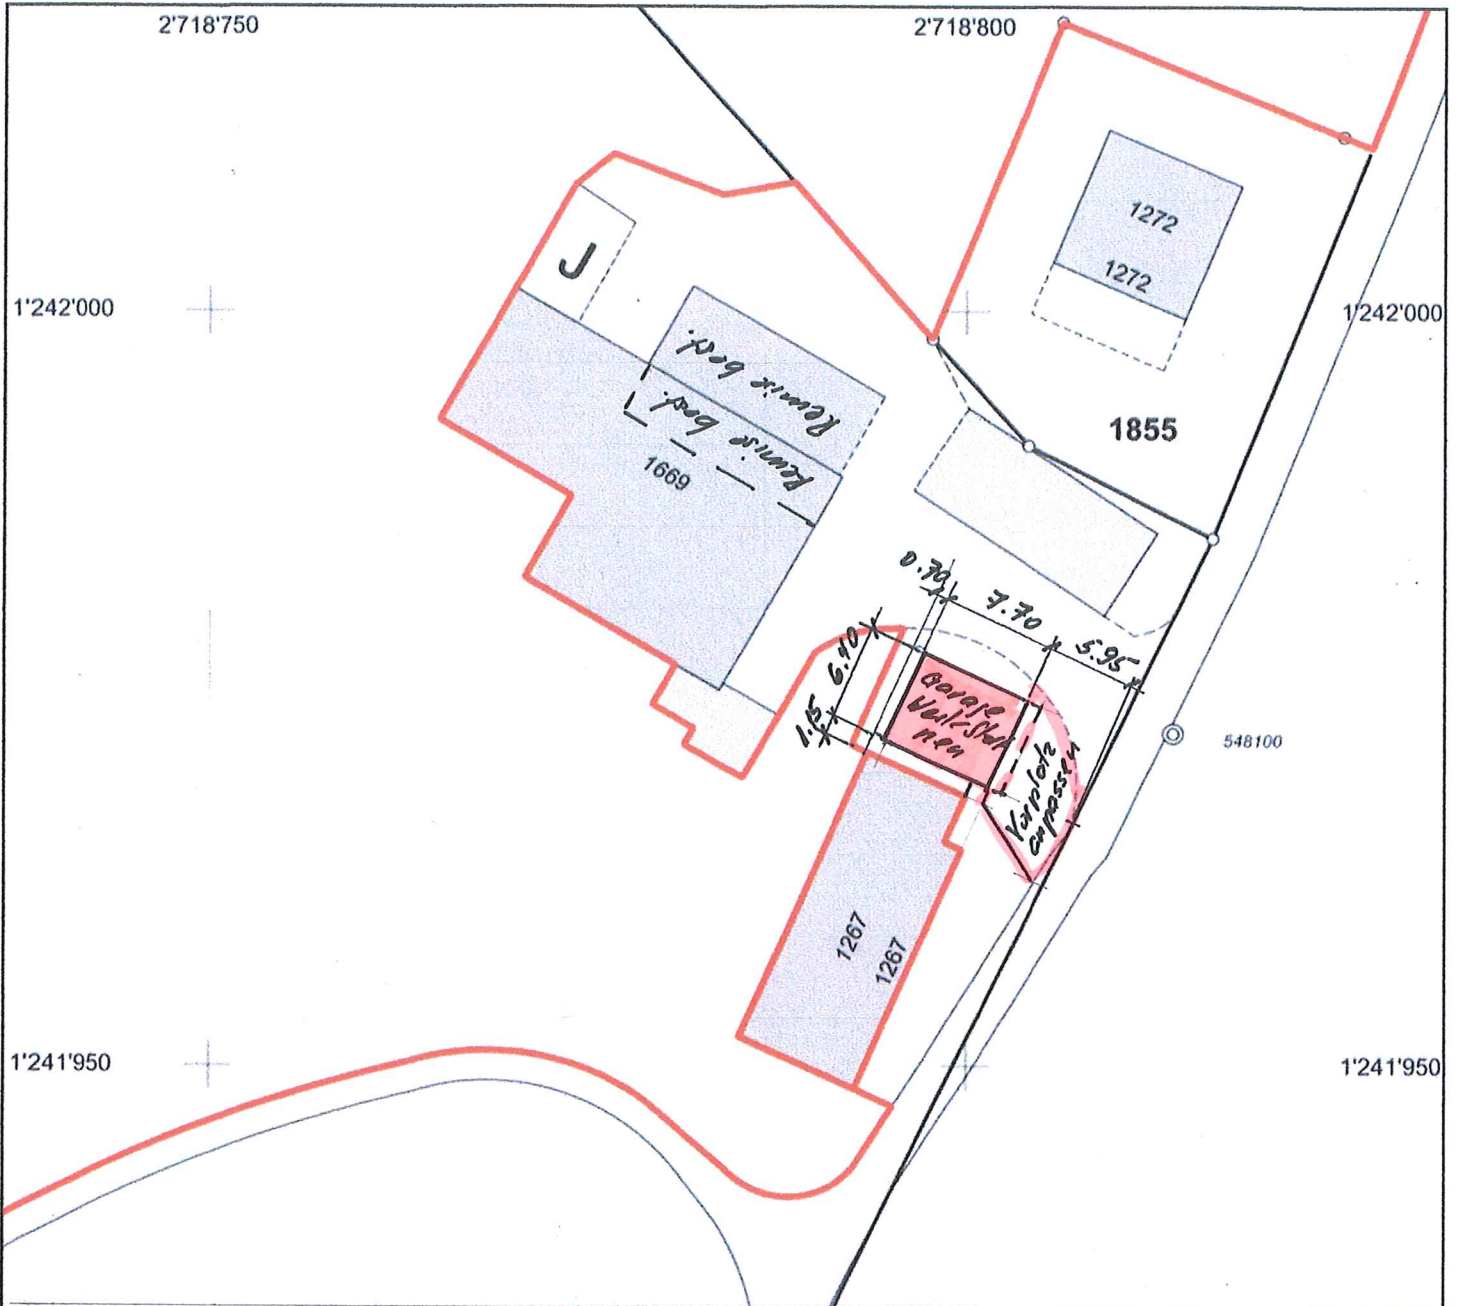 2'718'750
2'718'800
1272
1272
J
1'242'000
1'242'000
Remise best.
Remise best.
1855
1669
0.70
7.70
5.95
6.40
1.15
Garage
Werkstatt
neu
Vorplatz
anpassen
548100
1267
1267
1'241'950
1'241'950